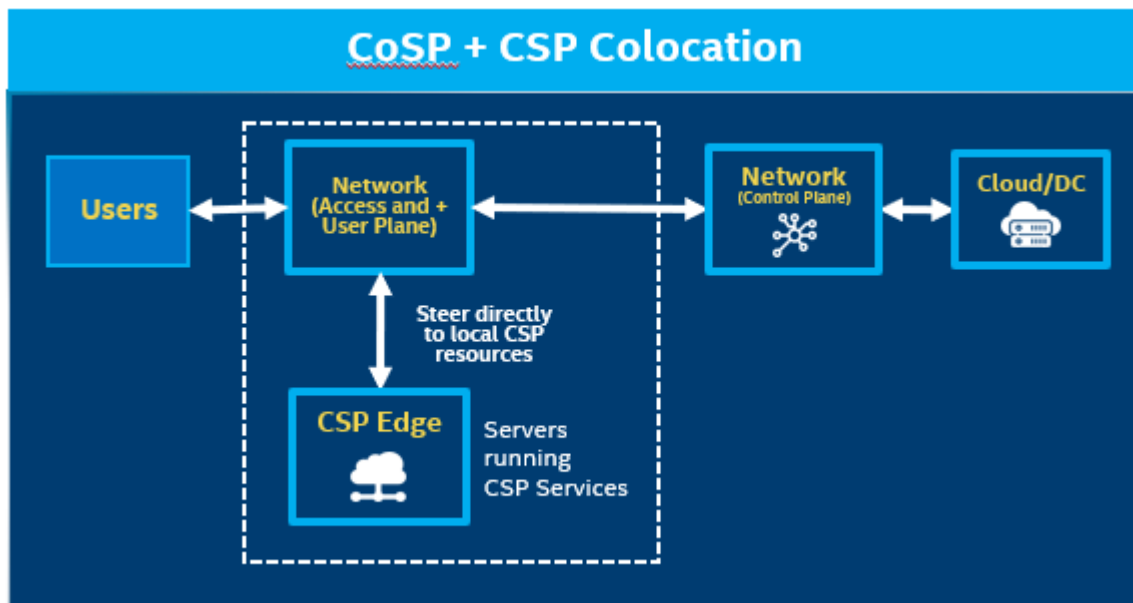 CoSP + CSP Colocation
Users
Network
(Access and +
User Plane)
Network
(Control Plane)
Cloud/DC
Steer directly
to local CSP
resources
CSP Edge
Servers
running
CSP Services